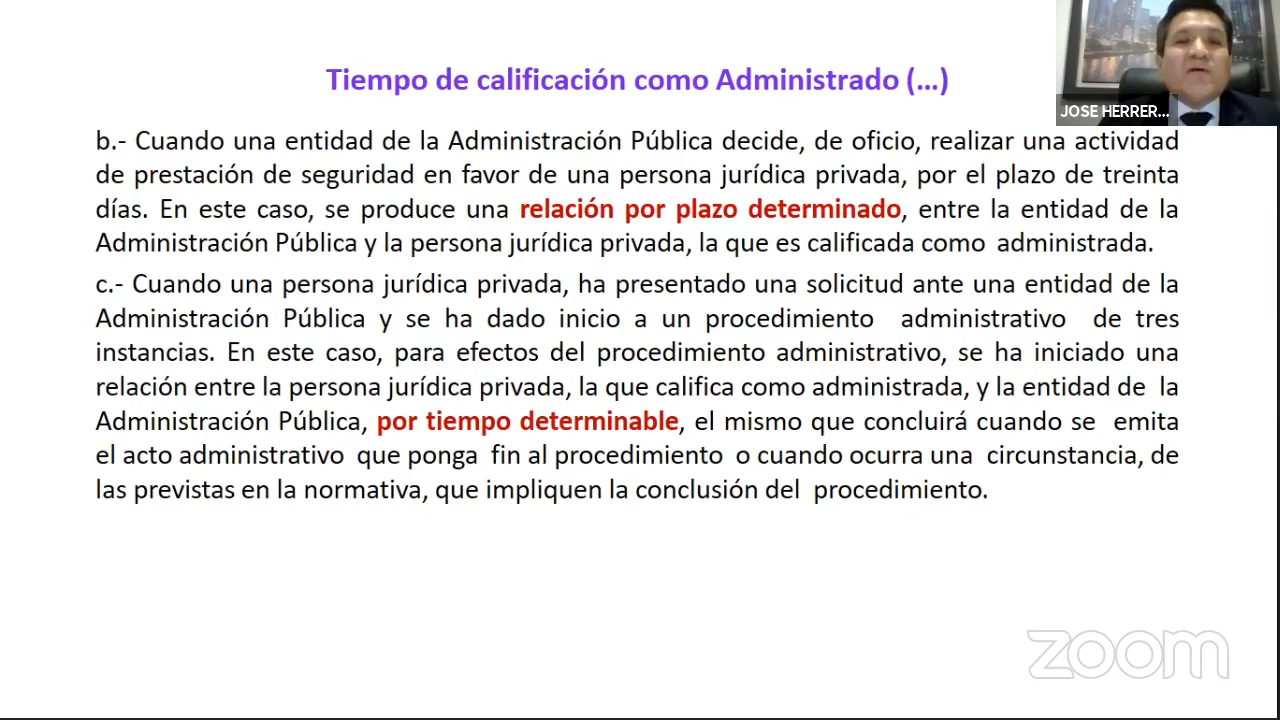 Tiempo de calificación como Administrado (...)
JOSE HERRER...
b.- Cuando una entidad de la Administración Pública decide, de oficio, realizar una actividad
de prestación de seguridad en favor de una persona jurídica privada, por el plazo de treinta
días. En este caso, se produce una relación por plazo determinado, entre la entidad de la
Administración Pública y la persona jurídica privada, la que es calificada como administrada.
c.- Cuando una persona jurídica privada, ha presentado una solicitud ante una entidad de la
Administración Pública y se ha dado inicio a un procedimiento administrativo de tres
instancias. En este caso, para efectos del procedimiento administrativo, se ha iniciado una
relación entre la persona jurídica privada, la que califica como administrada, y la entidad de la
Administración Pública, por tiempo determinable, el mismo que concluirá cuando se emita
el acto administrativo que ponga fin al procedimiento o cuando ocurra una circunstancia, de
las previstas en la normativa, que impliquen la conclusión del procedimiento.
zoom